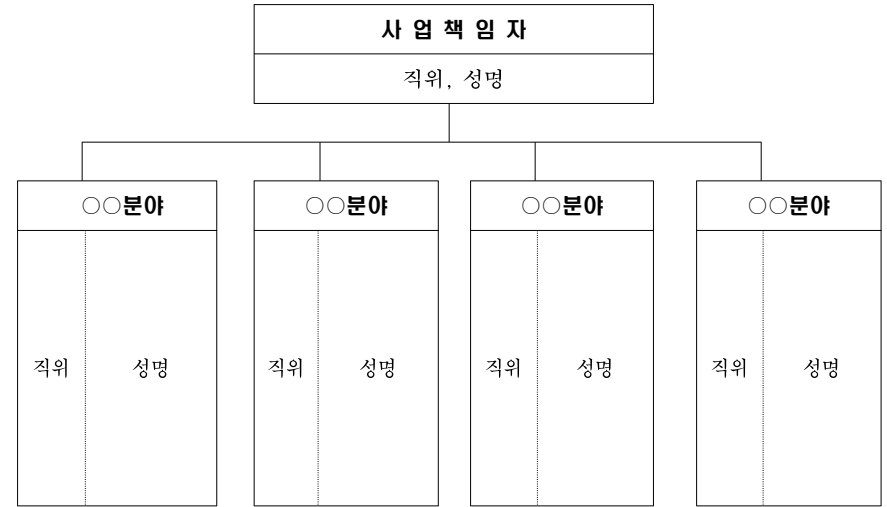 사 업 책 임 자
직위, 성명
○○분야 ○○분야 ○○분야 ○○분야
직위 성명 직위 성명 직위 성명 직위 성명